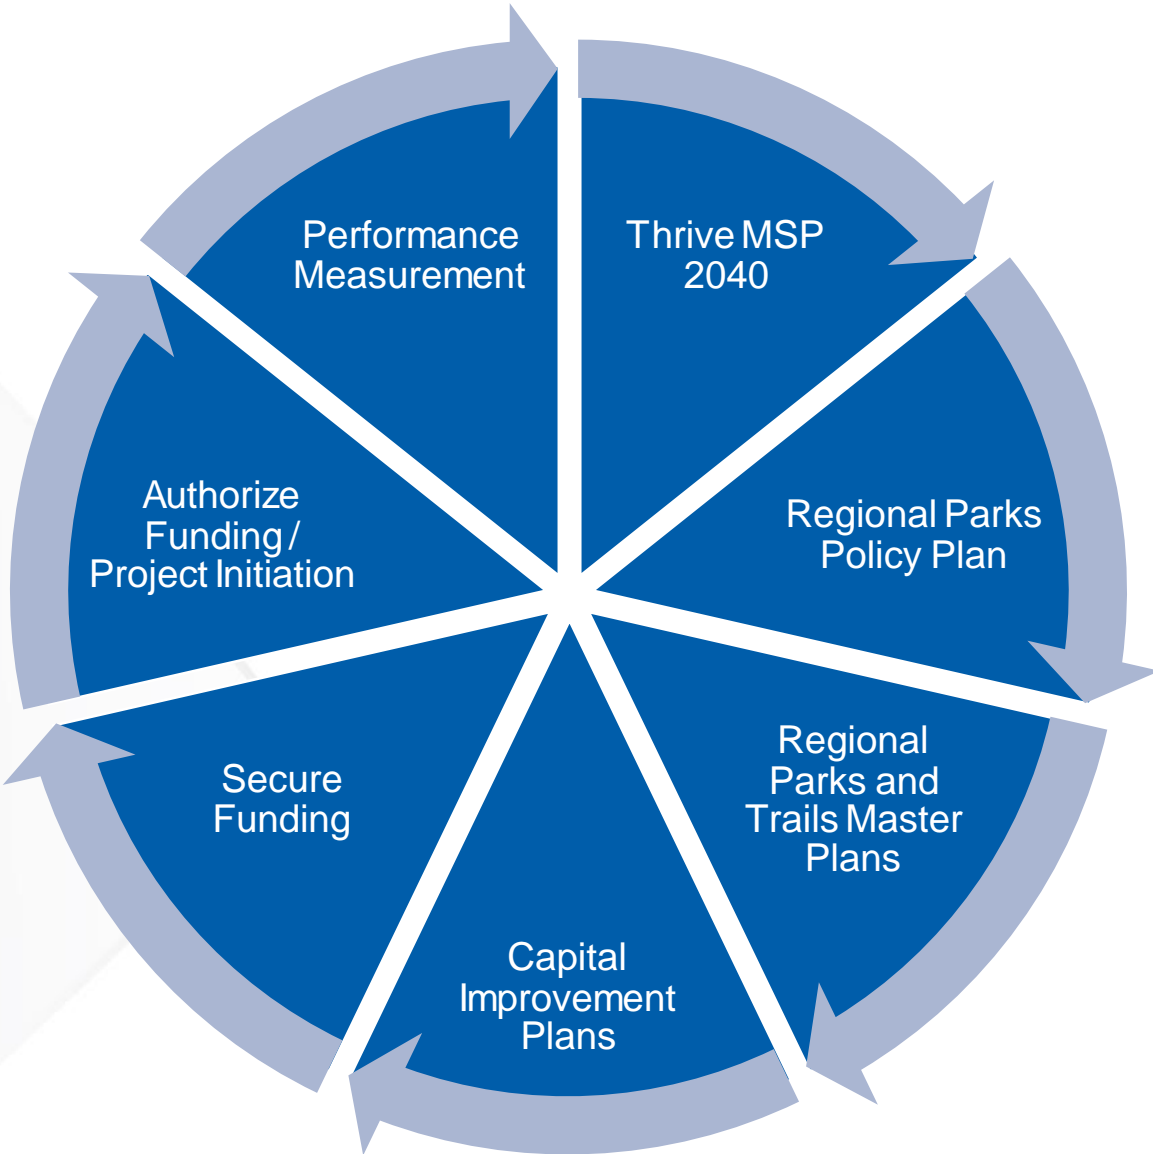 Performance
Measurement
Thrive MSP
2040
Regional Parks
Policy Plan
Regional
Parks and
Trails Master
Plans
Capital
Improvement
Plans
Secure
Funding
Authorize
Funding /
Project Initiation